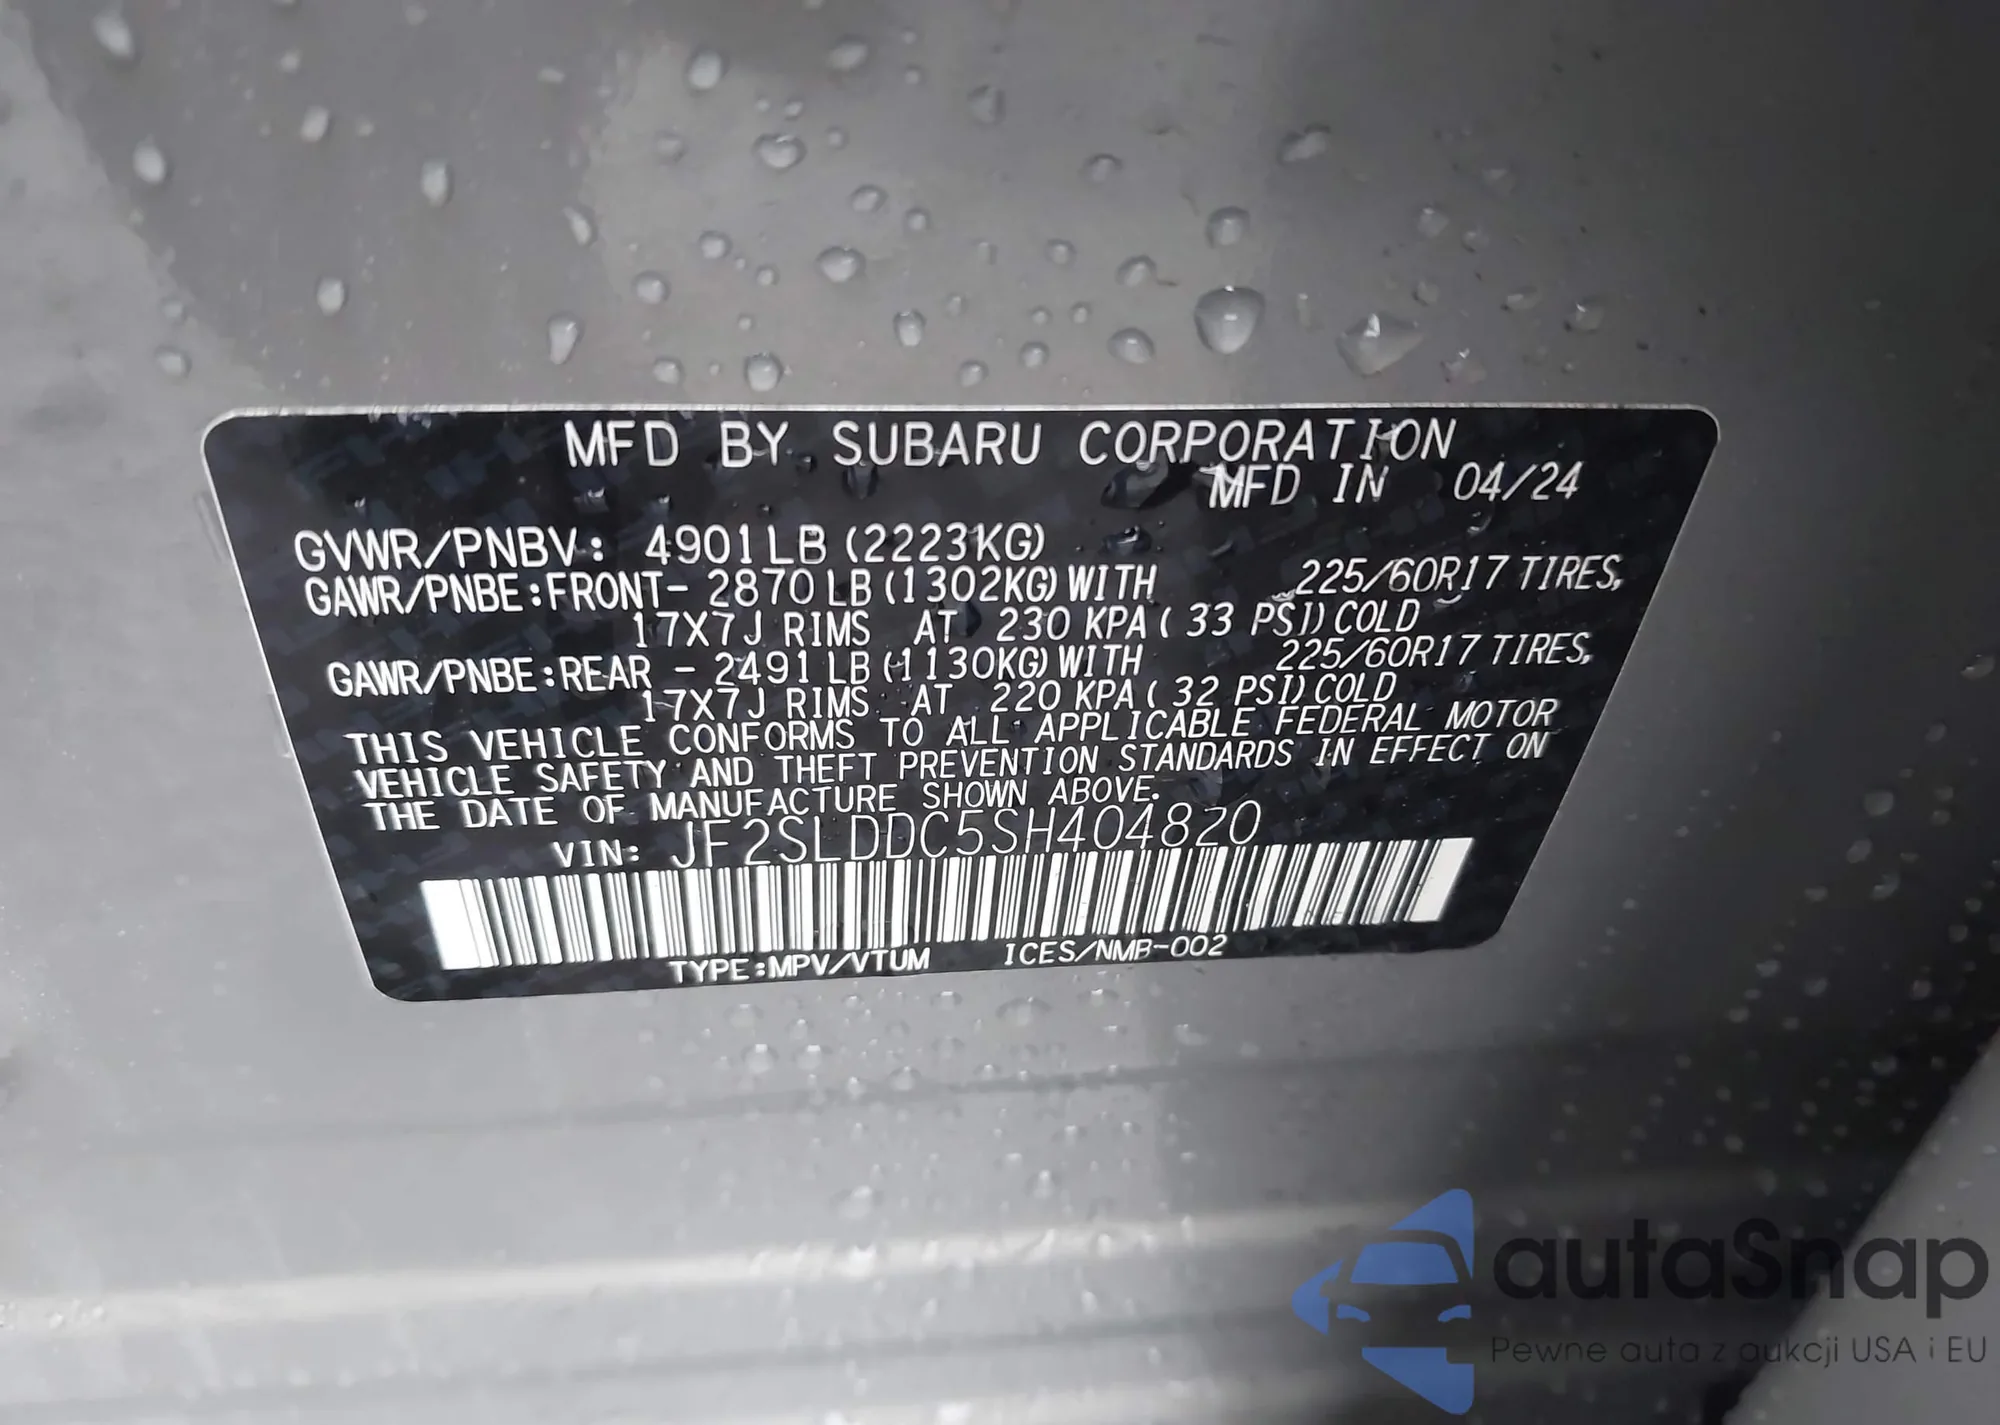 MFD BY SUBARU CORPORATION
MFD IN 04/24
GVWR/PNBV: 4901LB (2223KG)
GAWR/PNBE:FRONT- 2870 LB (1302KG) WITH 225/60R17 TIRES,
17X7J RIMS AT 230 KPA ( 33 PSI) COLD
GAWR/PNBE:REAR - 2491 LB (1130KG) WITH 225/60R17 TIRES,
17X7J RIMS AT 220 KPA ( 32 PSI) COLD
THIS VEHICLE CONFORMS TO ALL APPLICABLE FEDERAL MOTOR
VEHICLE SAFETY AND THEFT PREVENTION STANDARDS IN EFFECT ON
THE DATE OF MANUFACTURE SHOWN ABOVE.
VIN: JF2SLDDC5SH404820
TYPE:MPV/VTUM ICES/NMB-002
autaSnap
Pewne auta z aukcji USA i EU